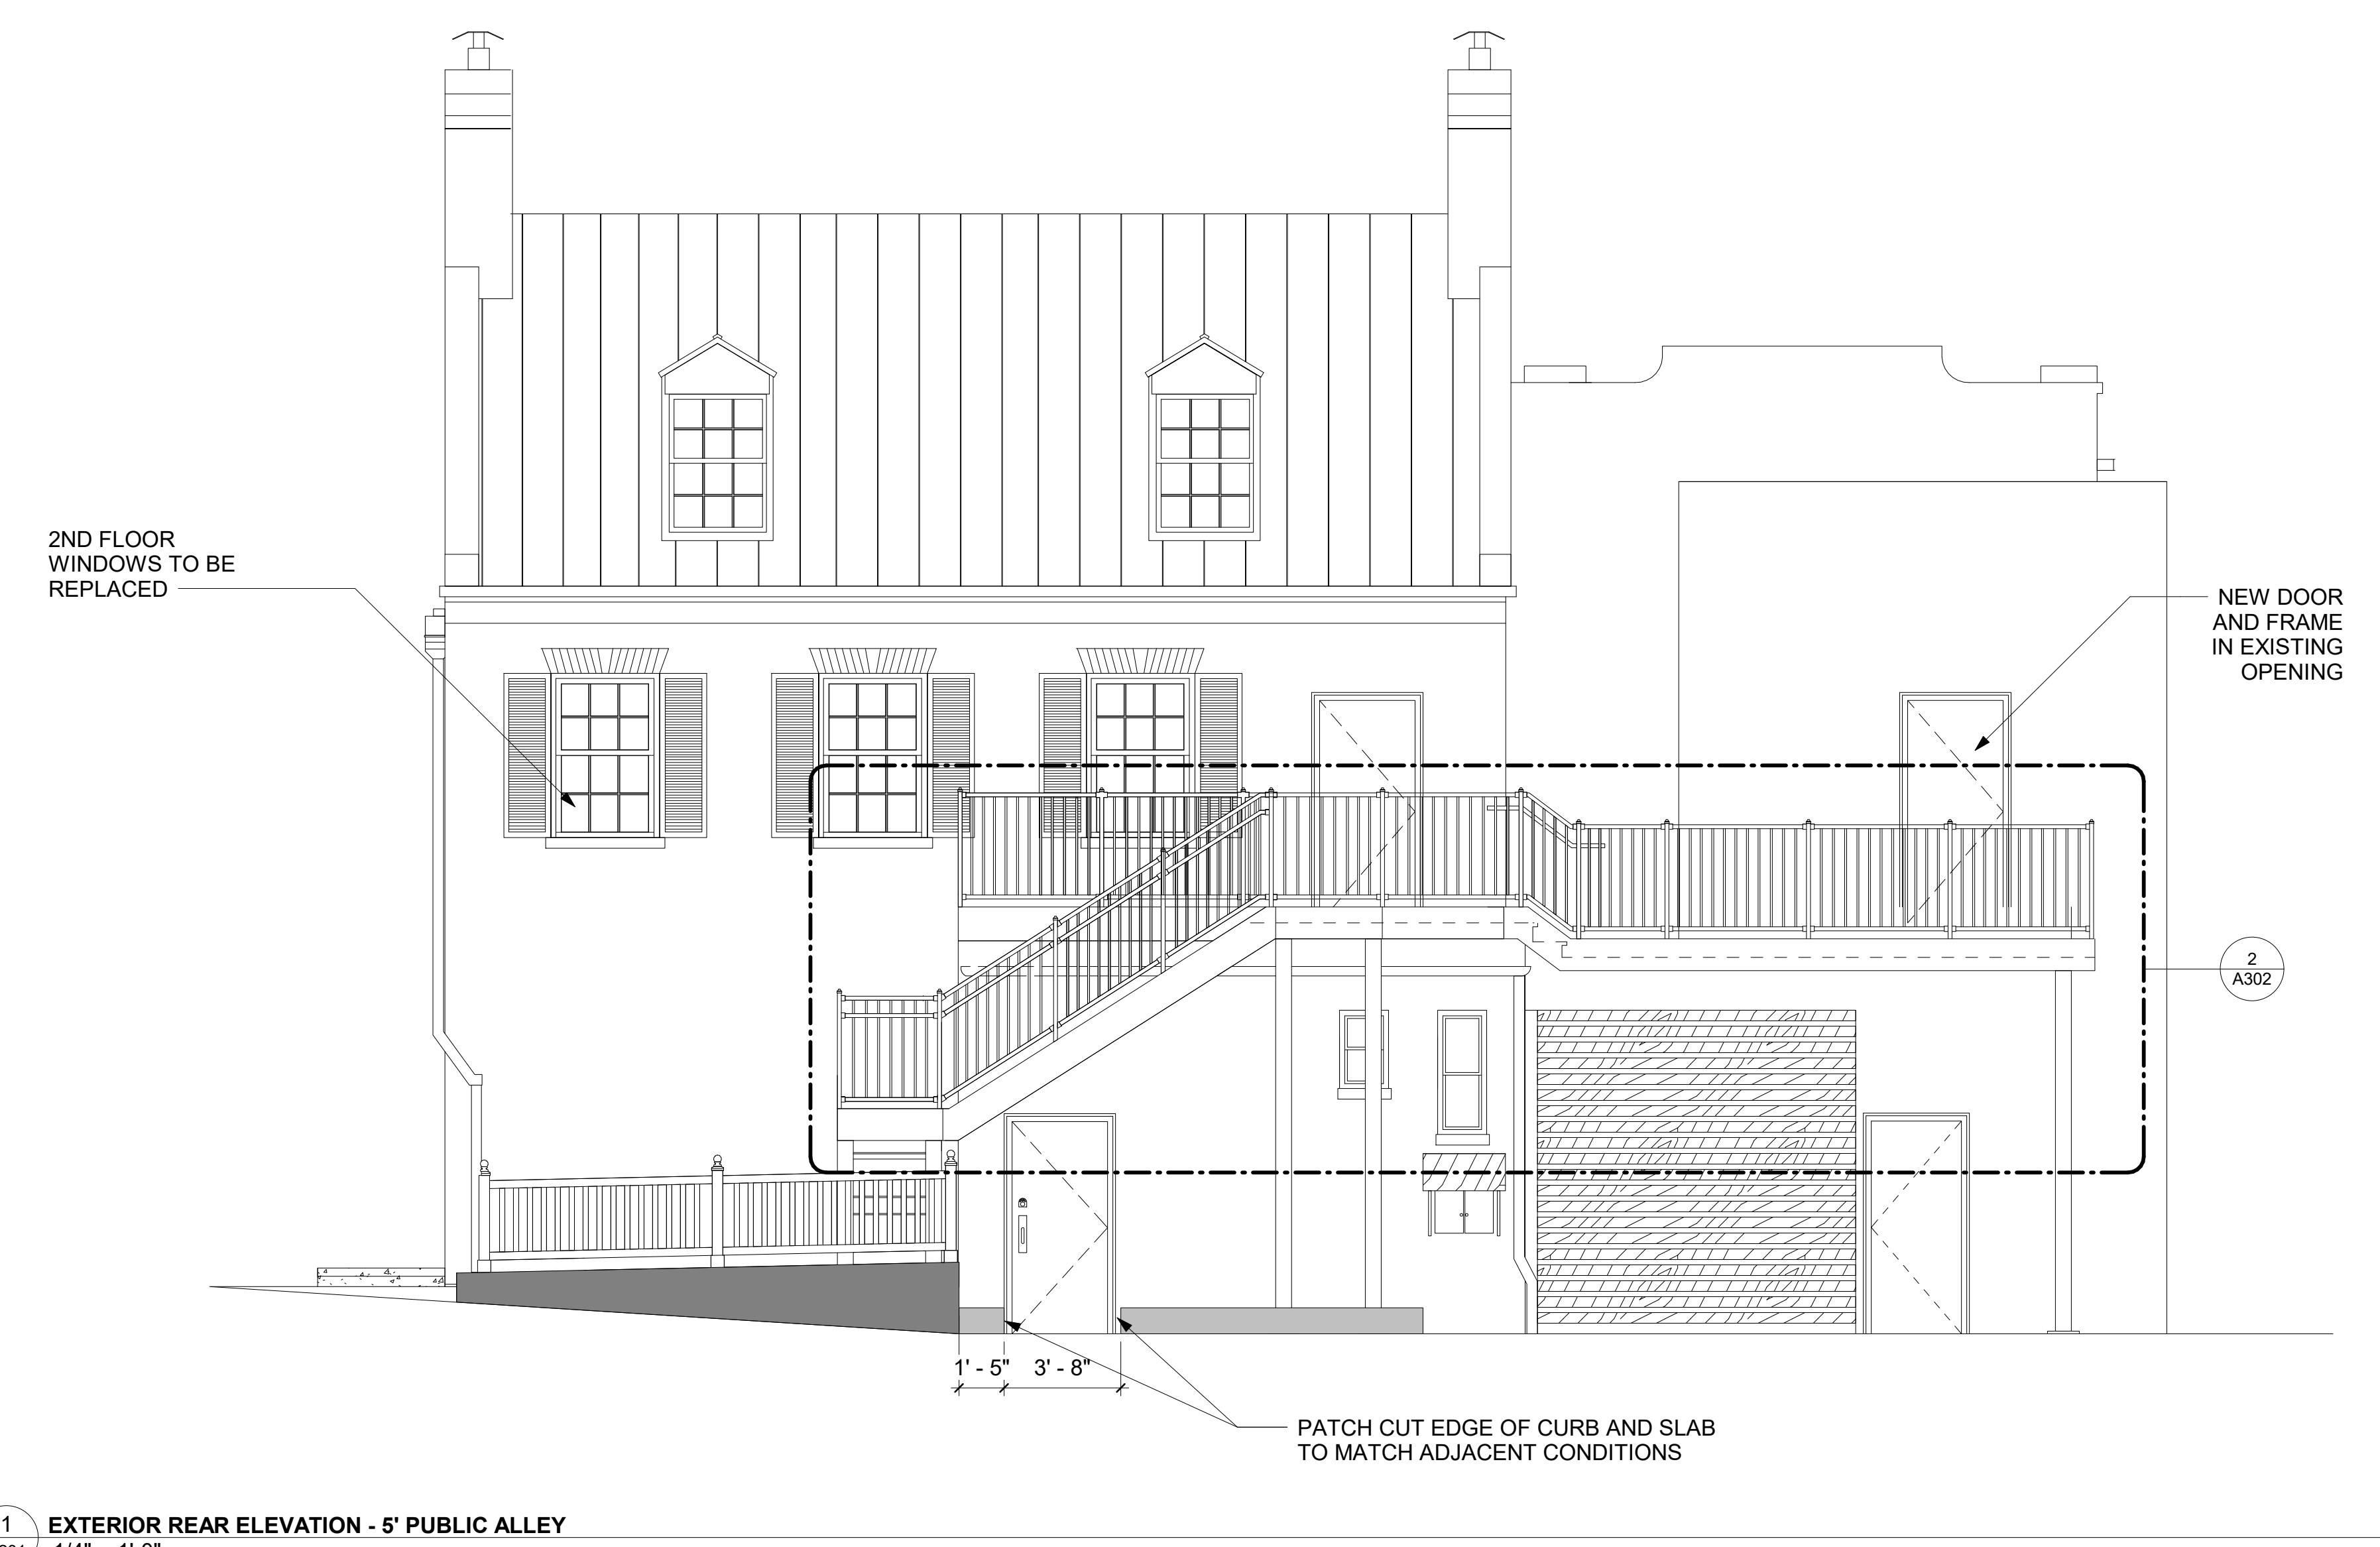 2ND FLOOR
WINDOWS TO BE
REPLACED
NEW DOOR
AND FRAME
IN EXISTING
OPENING
2
A302
1' - 5"
3' - 8"
PATCH CUT EDGE OF CURB AND SLAB
TO MATCH ADJACENT CONDITIONS
1
EXTERIOR REAR ELEVATION - 5' PUBLIC ALLEY